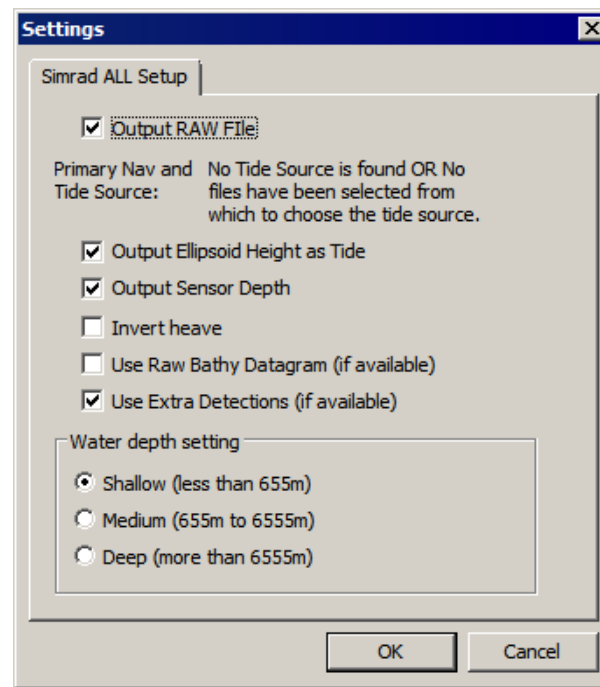 Settings
Simrad ALL Setup
Output RAW FIle
Primary Nav and
Tide Source:
No Tide Source is found OR No
files have been selected from
which to choose the tide source.
Output Ellipsoid Height as Tide
Output Sensor Depth
Invert heave
Use Raw Bathy Datagram (if available)
Use Extra Detections (if available)
Water depth setting
Shallow (less than 655m)
Medium (655m to 6555m)
Deep (more than 6555m)
OK
Cancel